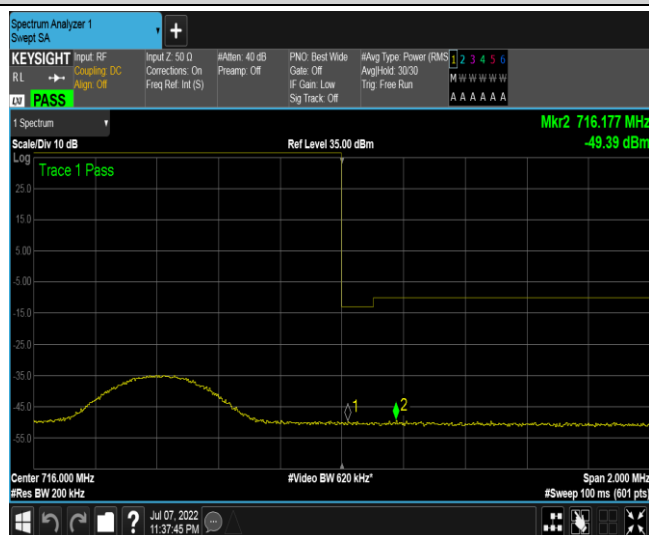 Spectrum Analyzer 1
Swept SA
+
KEYSIGHT Input: RF Input Z: 50 Ω #Atten: 40 dB PNO: Best Wide #Avg Type: Power (RMS 1 2 3 4 5 6
RL Coupling: DC Corrections: On Preamp: Off Gate: Off Avg|Hold: 30/30 M W W W W W
Align: Off Freq Ref: Int (S) IF Gain: Low Trig: Free Run
LXI PASS Sig Track: Off A A A A A A
1 Spectrum Mkr2 716.177 MHz
Scale/Div 10 dB Ref Level 35.00 dBm -49.39 dBm
Log
Trace 1 Pass
25.0
15.0
5.00
-5.00
-15.0
-25.0
-35.0
-45.0
1 2
-55.0
Center 716.000 MHz #Video BW 620 kHz* Span 2.000 MHz
#Res BW 200 kHz #Sweep 100 ms (601 pts)
? Jul 07, 2022
11:37:45 PM